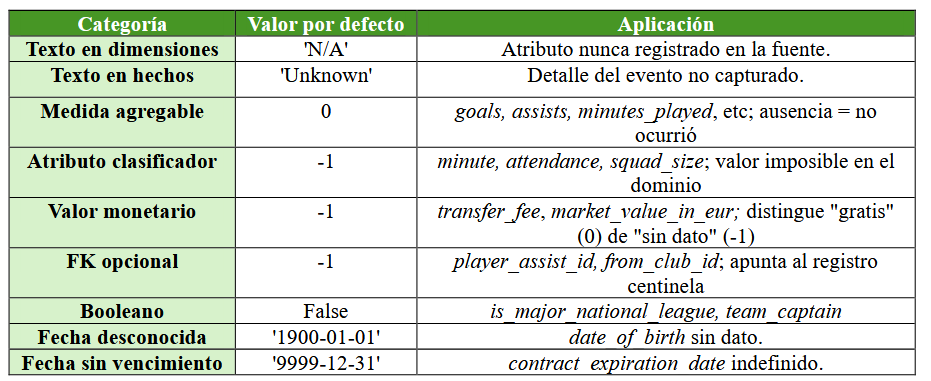 Categoría Valor por defecto Aplicación
Texto en dimensiones 'N/A' Atributo nunca registrado en la fuente.
Texto en hechos 'Unknown' Detalle del evento no capturado.
Medida agregable 0 goals, assists, minutes_played, etc; ausencia = no
ocurrió
Atributo clasificador -1 minute, attendance, squad_size; valor imposible en el
dominio
Valor monetario -1 transfer_fee, market_value_in_eur; distingue "gratis"
(0) de "sin dato" (-1)
FK opcional -1 player_assist_id, from_club_id; apunta al registro
centinela
Booleano False is_major_national_league, team_captain
Fecha desconocida '1900-01-01' date_of_birth sin dato.
Fecha sin vencimiento '9999-12-31' contract_expiration_date indefinido.